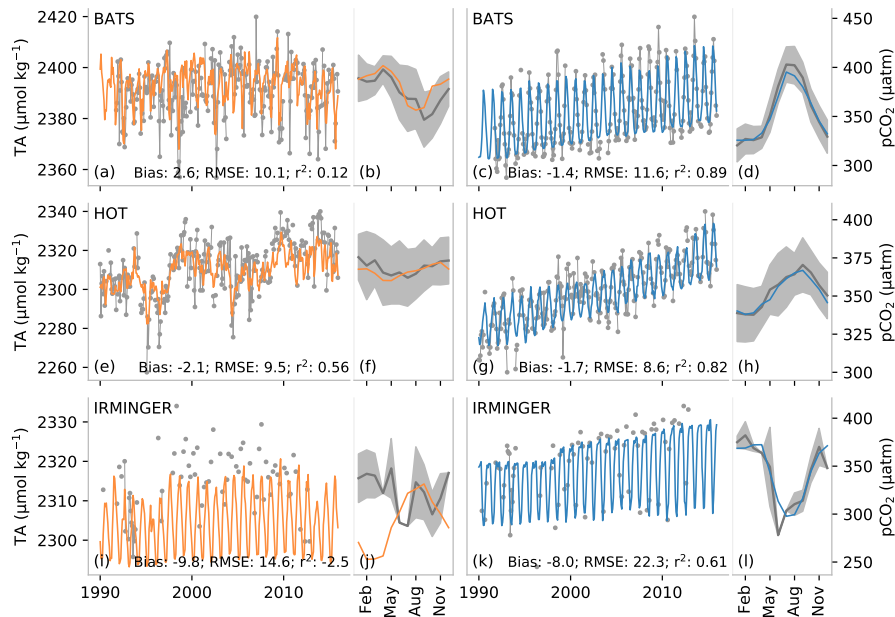 BATS
2420
2400
2380
2360
TA (µmol kg⁻¹)
(a) Bias: 2.6; RMSE: 10.1; r²: 0.12
(b)
BATS
(c) Bias: -1.4; RMSE: 11.6; r²: 0.89
(d)
450
400
350
300
pCO₂ (µatm)
HOT
2340
2320
2300
2280
2260
TA (µmol kg⁻¹)
(e) Bias: -2.1; RMSE: 9.5; r²: 0.56
(f)
HOT
(g) Bias: -1.7; RMSE: 8.6; r²: 0.82
(h)
400
375
350
325
300
pCO₂ (µatm)
IRMINGER
2330
2320
2310
2300
TA (µmol kg⁻¹)
(i) Bias: -9.8; RMSE: 14.6; r²: -2.5
(j)
IRMINGER
(k) Bias: -8.0; RMSE: 22.3; r²: 0.61
(l)
400
350
300
250
pCO₂ (µatm)
1990 2000 2010 Feb May Aug Nov 1990 2000 2010 Feb May Aug Nov